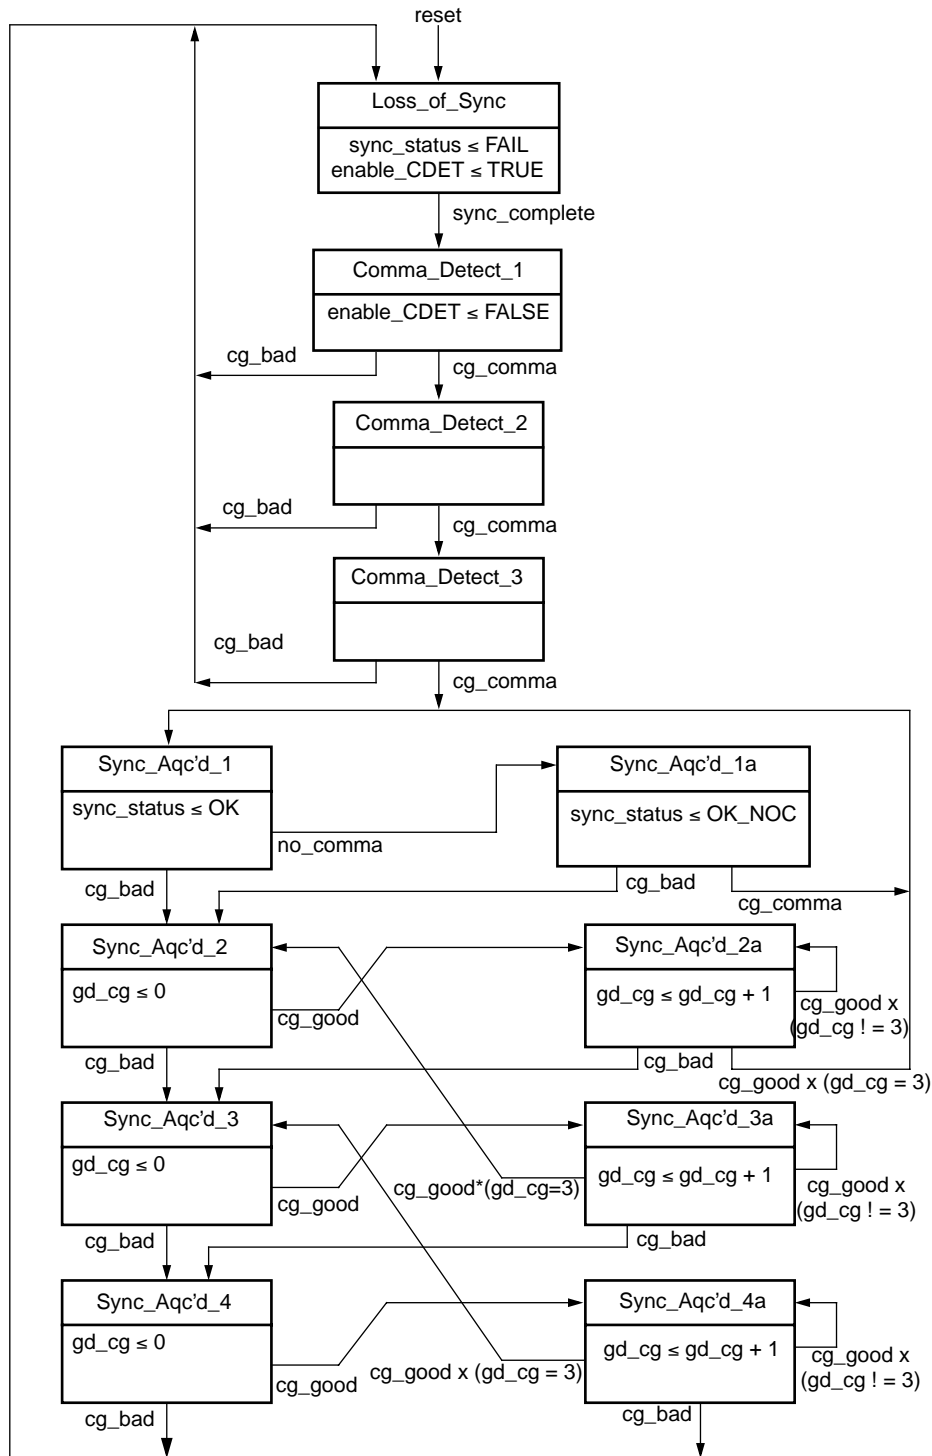 reset
Loss_of_Sync
sync_status ≤ FAIL
enable_CDET ≤ TRUE
sync_complete
Comma_Detect_1
enable_CDET ≤ FALSE
cg_bad
cg_comma
Comma_Detect_2
cg_bad
cg_comma
Comma_Detect_3
cg_bad
cg_comma
Sync_Aqc'd_1
sync_status ≤ OK
no_comma
cg_bad
Sync_Aqc'd_1a
sync_status ≤ OK_NOC
cg_bad
cg_comma
Sync_Aqc'd_2
gd_cg ≤ 0
cg_good
cg_bad
Sync_Aqc'd_2a
gd_cg ≤ gd_cg + 1
cg_good x
(gd_cg ! = 3)
cg_bad
cg_good x (gd_cg = 3)
Sync_Aqc'd_3
gd_cg ≤ 0
cg_good
cg_bad
Sync_Aqc'd_3a
gd_cg ≤ gd_cg + 1
cg_good*(gd_cg=3)
cg_good x
(gd_cg ! = 3)
cg_bad
Sync_Aqc'd_4
gd_cg ≤ 0
cg_good
cg_bad
Sync_Aqc'd_4a
gd_cg ≤ gd_cg + 1
cg_good x (gd_cg = 3)
cg_good x
(gd_cg ! = 3)
cg_bad